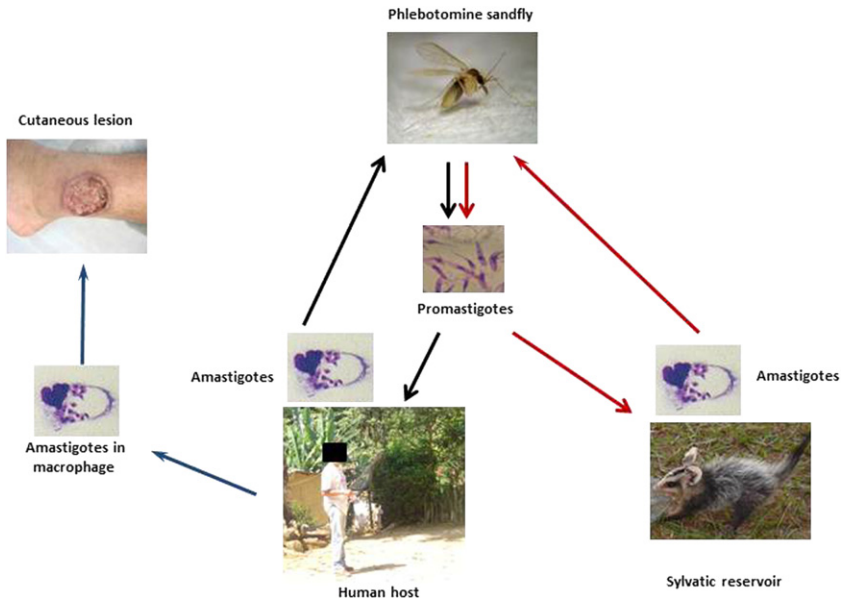 Phlebotomine sandfly
Cutaneous lesion
Promastigotes
Amastigotes
Amastigotes
Amastigotes in
macrophage
Sylvatic reservoir
Human host